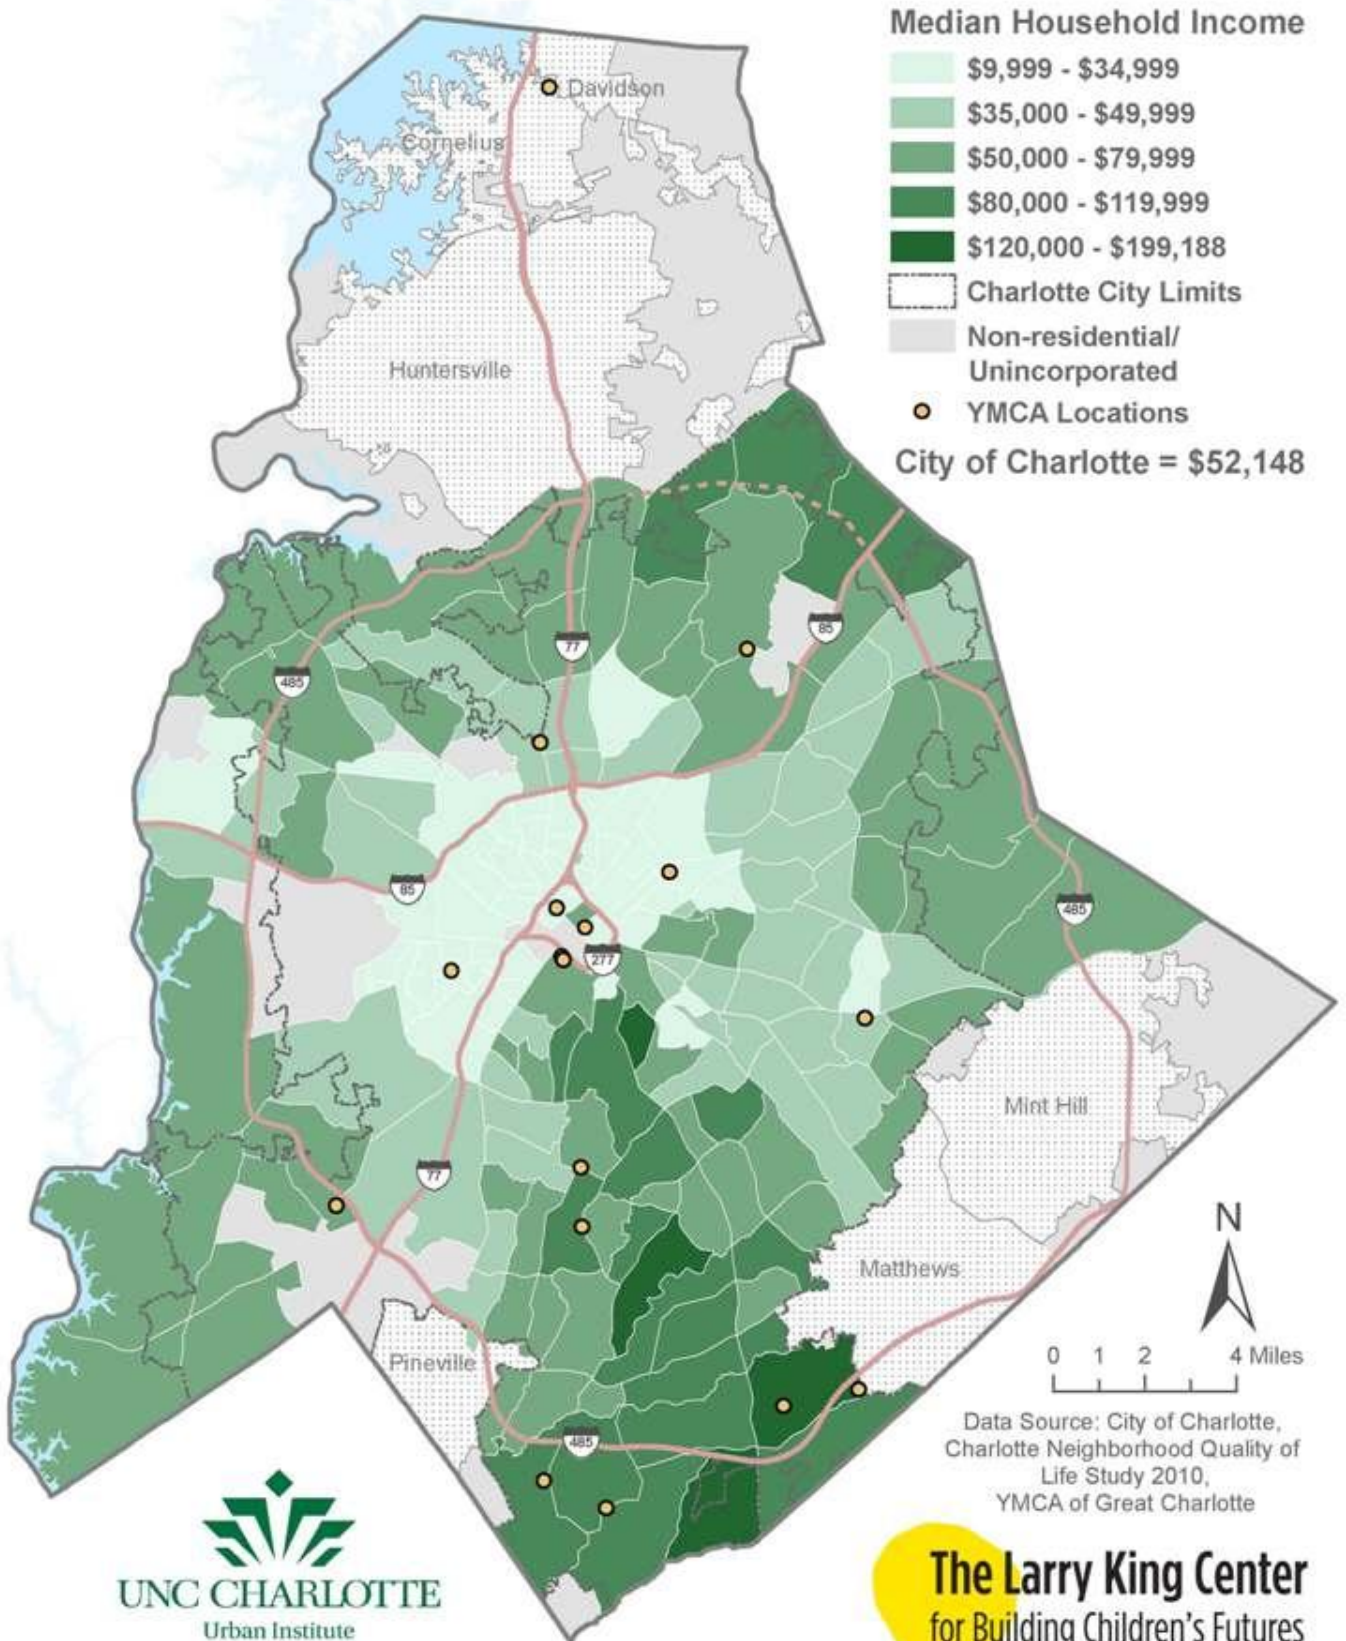 Median Household Income
$9,999 - $34,999
$35,000 - $49,999
$50,000 - $79,999
$80,000 - $119,999
$120,000 - $199,188
Charlotte City Limits
Non-residential/
Unincorporated
YMCA Locations
City of Charlotte = $52,148
Davidson
Cornelius
Huntersville
77
85
485
85
277
485
77
Mint Hill
Matthews
Pineville
485
N
0 1 2 4 Miles
Data Source: City of Charlotte,
Charlotte Neighborhood Quality of
Life Study 2010,
YMCA of Great Charlotte
UNC CHARLOTTE
Urban Institute
The Larry King Center
for Building Children's Futures